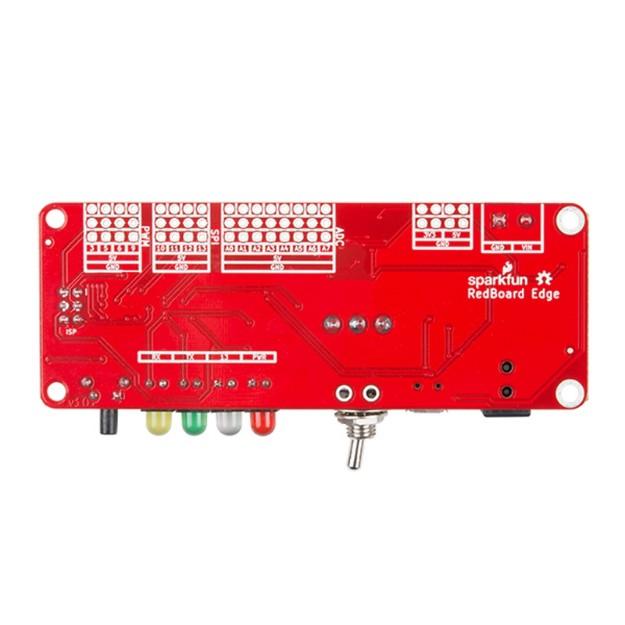 3 5 6 9
5V
GND
PWM
10 11 12 13
5V
GND
SPI
A0 A1 A2 A3 A4 A5 A6 A7
5V
GND
ADC
3V3 5V
GND
GND VIN
sparkfun
RedBoard Edge
ISP
RX TX 13 PWR